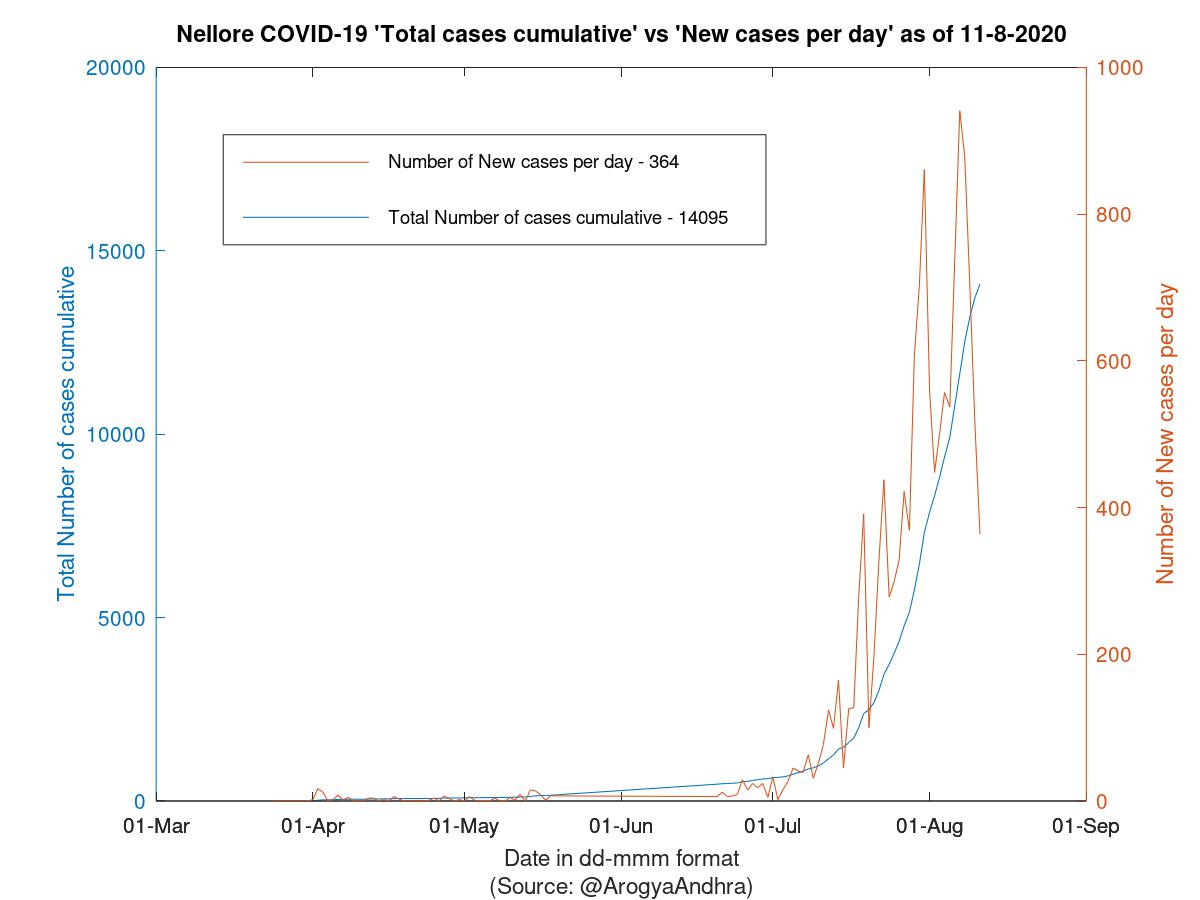 Nellore COVID-19 'Total cases cumulative' vs 'New cases per day' as of 11-8-2020
20000
15000
10000
5000
0
Total Number of cases cumulative
Number of New cases per day - 364
Total Number of cases cumulative - 14095
1000
800
600
400
200
0
Number of New cases per day
01-Mar 01-Apr 01-May 01-Jun 01-Jul 01-Aug 01-Sep
Date in dd-mmm format
(Source: @ArogyaAndhra)